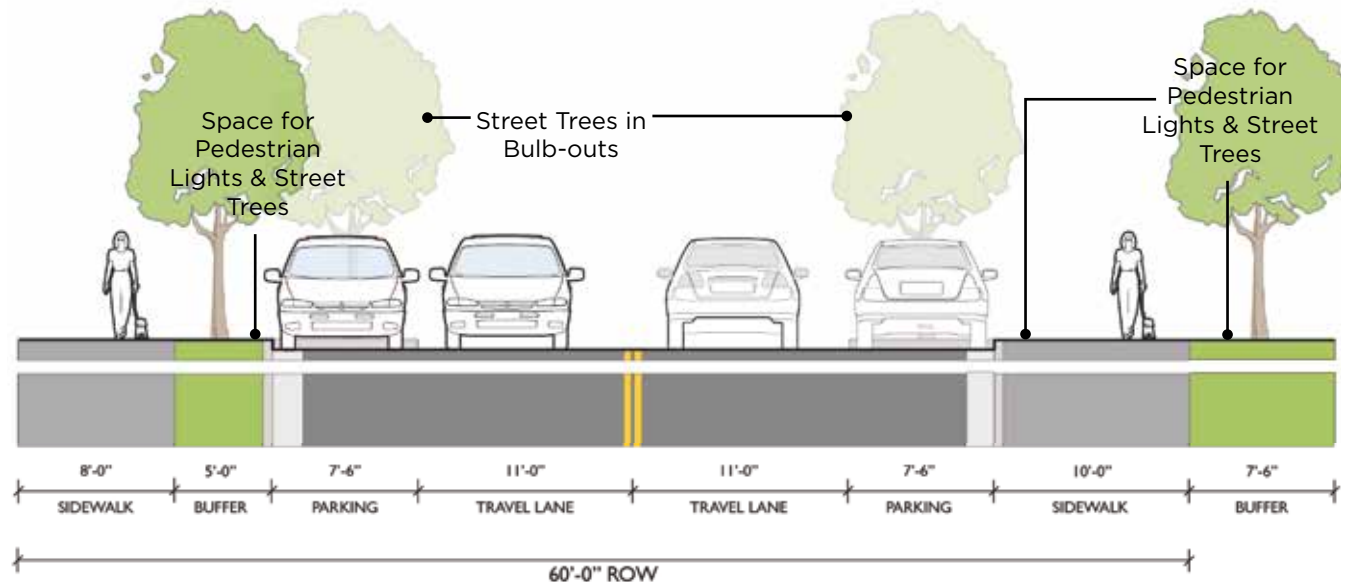 Space for
Pedestrian
Lights & Street
Trees
Street Trees in
Bulb-outs
Space for
Pedestrian
Lights & Street
Trees
8'-0" 5'-0" 7'-6" 11'-0" 11'-0" 7'-6" 10'-0" 7'-6"
SIDEWALK BUFFER PARKING TRAVEL LANE TRAVEL LANE PARKING SIDEWALK BUFFER
60'-0" ROW